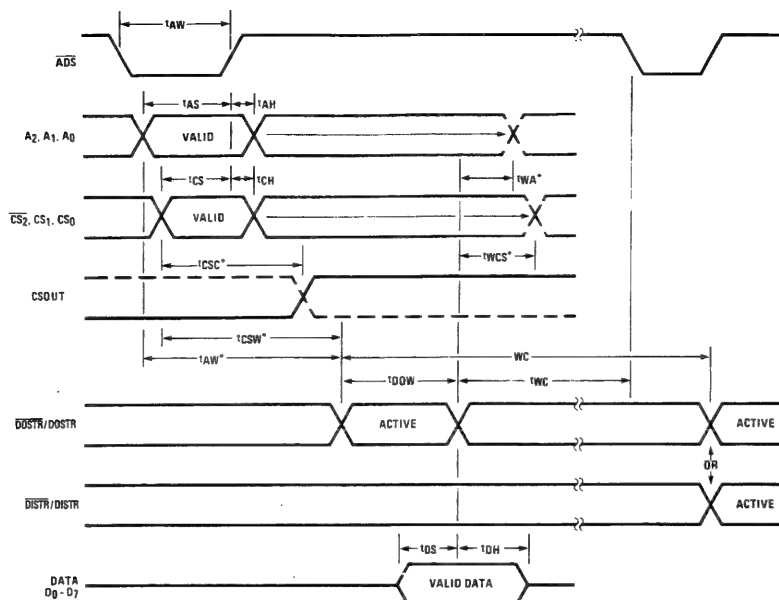 tAW
ADS
tAS tAH
A2, A1, A0 VALID
tWA*
tCS tCH
CS2, CS1, CS0 VALID
tWCS*
tCSC*
CSOUT
tCSW*
tAW* WC
tDOW tWC
DOSTR/DOSTR ACTIVE ACTIVE
OR
DISTR/DISTR ACTIVE
tDS tDH
DATA
D0 - D7 VALID DATA